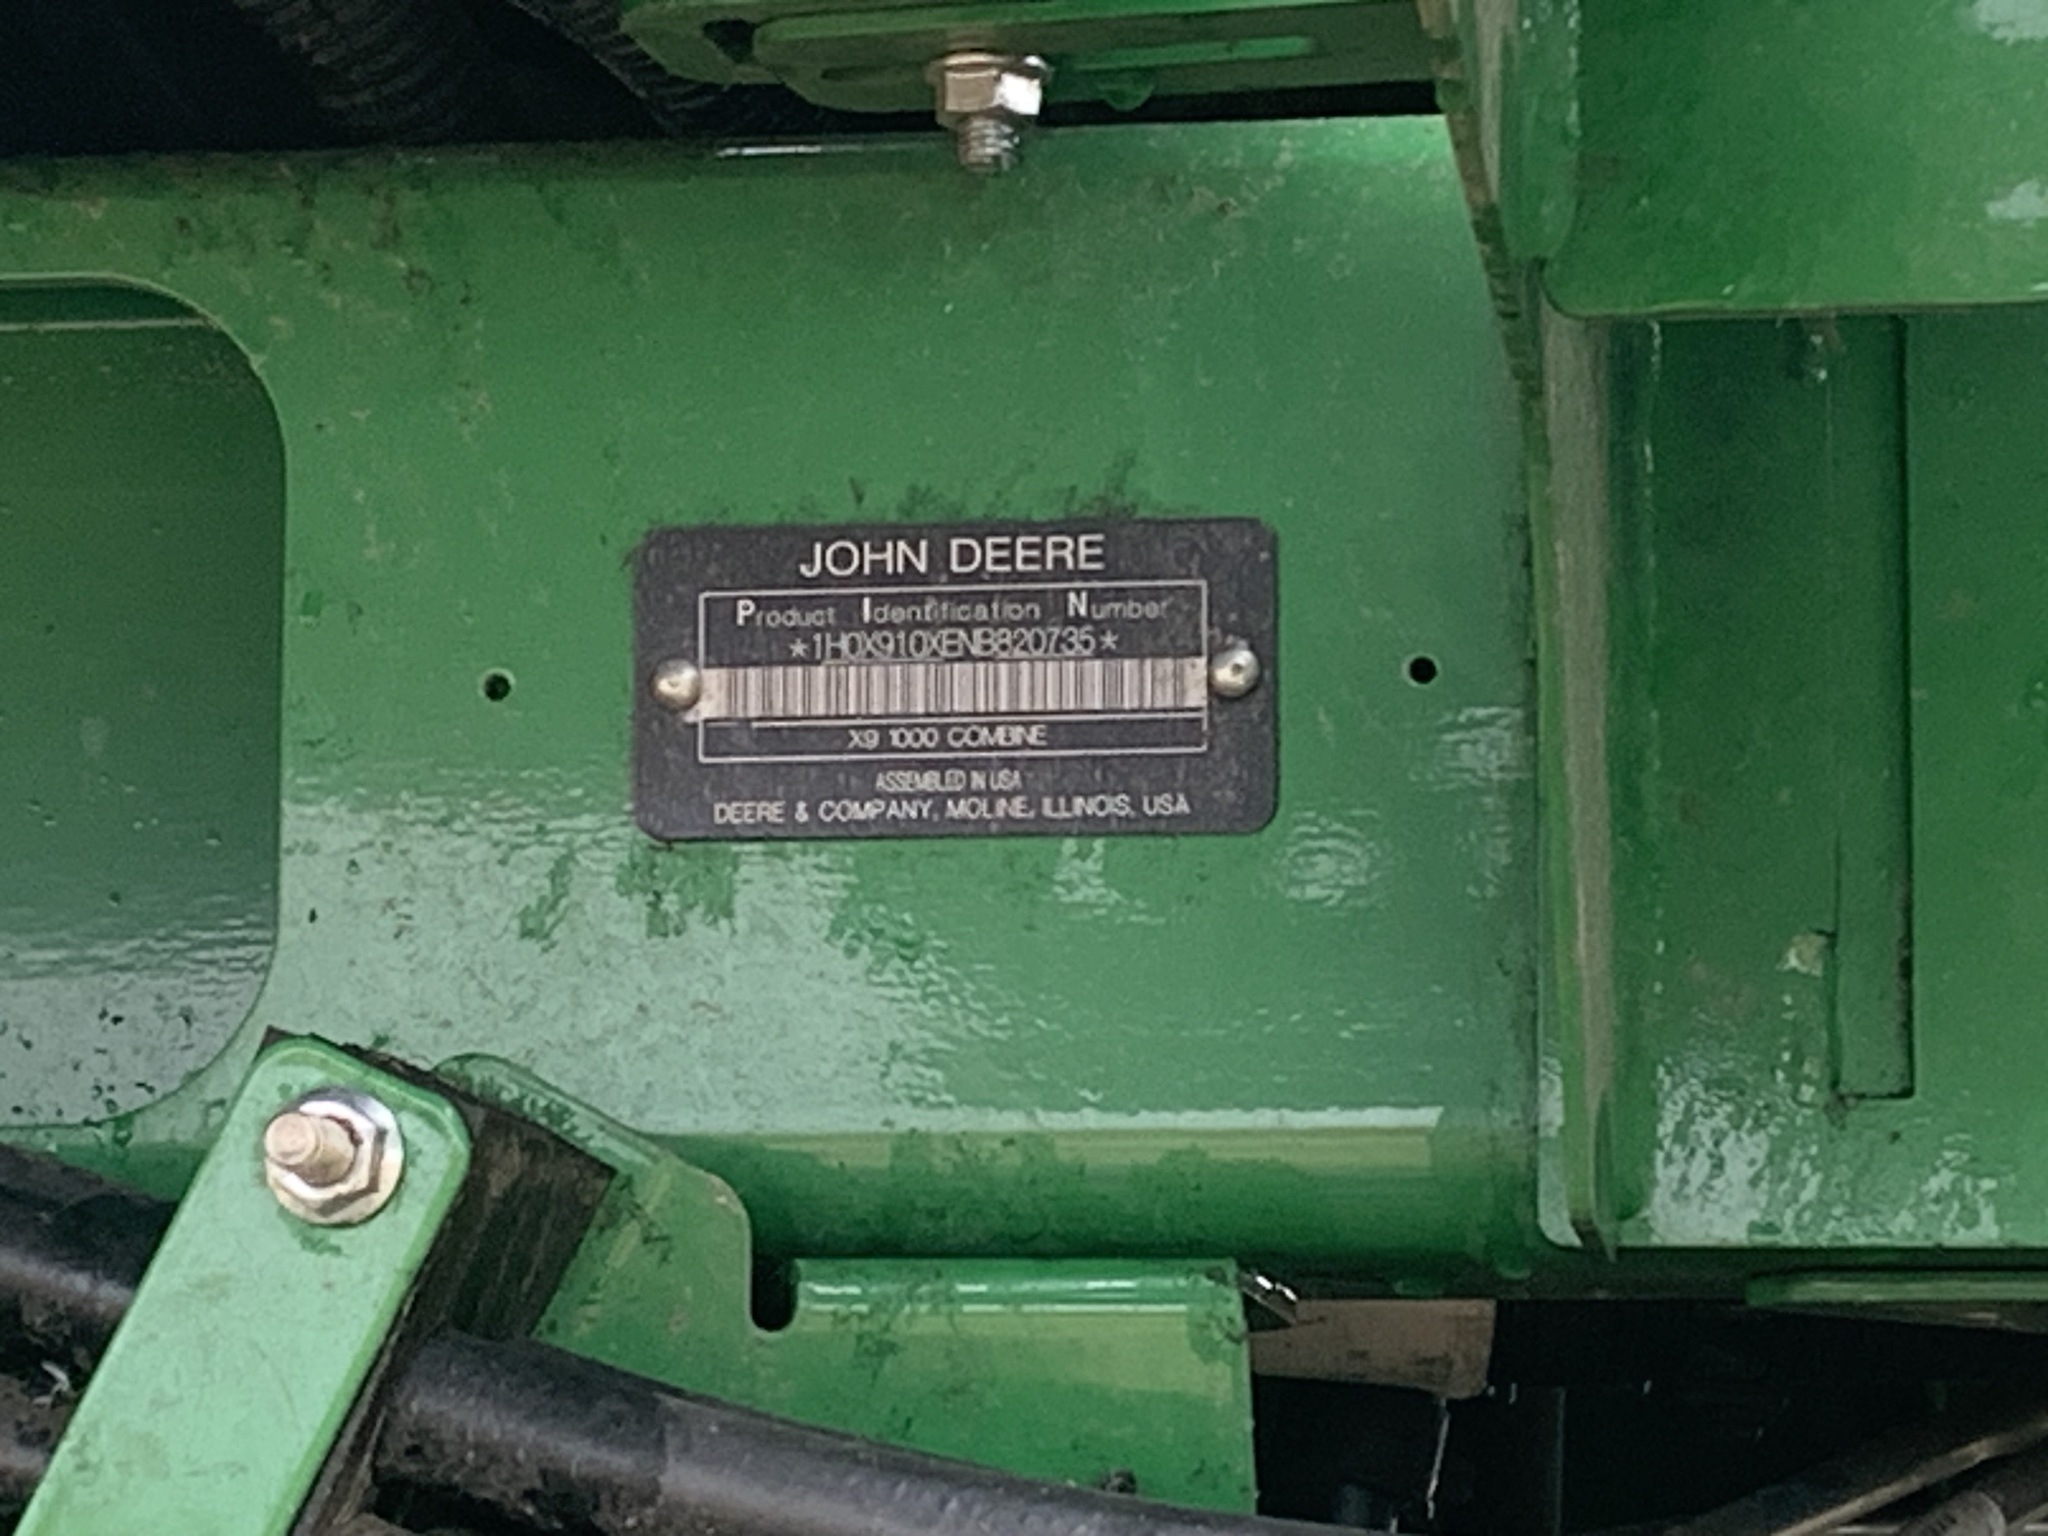 JOHN DEERE
Product Identification Number
*1H0X910XENB820735*
X9 1000 COMBINE
ASSEMBLED IN USA
DEERE & COMPANY, MOLINE, ILLINOIS, USA